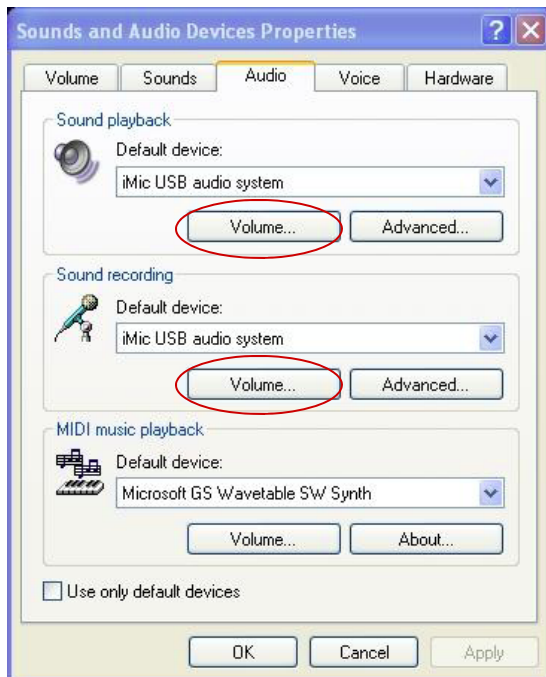 Sounds and Audio Devices Properties
Volume Sounds Audio Voice Hardware
Sound playback
Default device:
iMic USB audio system
Volume... Advanced...
Sound recording
Default device:
iMic USB audio system
Volume... Advanced...
MIDI music playback
Default device:
Microsoft GS Wavetable SW Synth
Volume... About...
Use only default devices
OK Cancel Apply